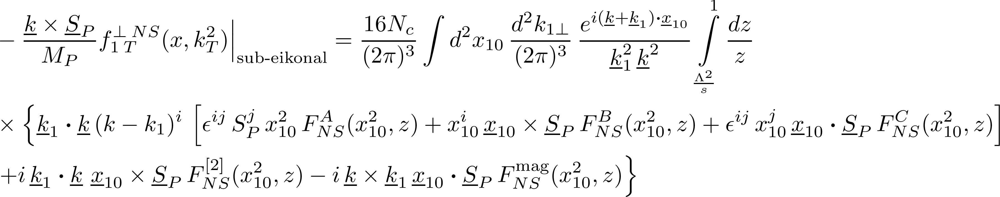 $- \frac{\underline{k} \times \underline{S}_P}{M_P} f_{1\,T}^{\perp\,NS}(x, k_T^2) \Big|_{\text{sub-eikonal}} = \frac{16 N_c}{(2\pi)^3} \int d^2 x_{10} \, \frac{d^2 k_{1\perp}}{(2\pi)^3} \, \frac{e^{i(\underline{k}+\underline{k}_1)\cdot \underline{x}_{10}}}{\underline{k}_1^2 \, \underline{k}^2} \int\limits_{\frac{\Lambda^2}{s}}^{1} \frac{dz}{z}$
$\times \Big\{ \underline{k}_1 \cdot \underline{k} \, (k - k_1)^i \, \Big[ \epsilon^{ij} \, S_P^j \, x_{10}^2 \, F_{NS}^A(x_{10}^2, z) + x_{10}^i \, \underline{x}_{10} \times \underline{S}_P \, F_{NS}^B(x_{10}^2, z) + \epsilon^{ij} \, x_{10}^j \, \underline{x}_{10} \cdot \underline{S}_P \, F_{NS}^C(x_{10}^2, z) \Big]$
$+ i \, \underline{k}_1 \cdot \underline{k} \, \underline{x}_{10} \times \underline{S}_P \, F_{NS}^{[2]}(x_{10}^2, z) - i \, \underline{k} \times \underline{k}_1 \, \underline{x}_{10} \cdot \underline{S}_P \, F_{NS}^{\text{mag}}(x_{10}^2, z) \Big\}$